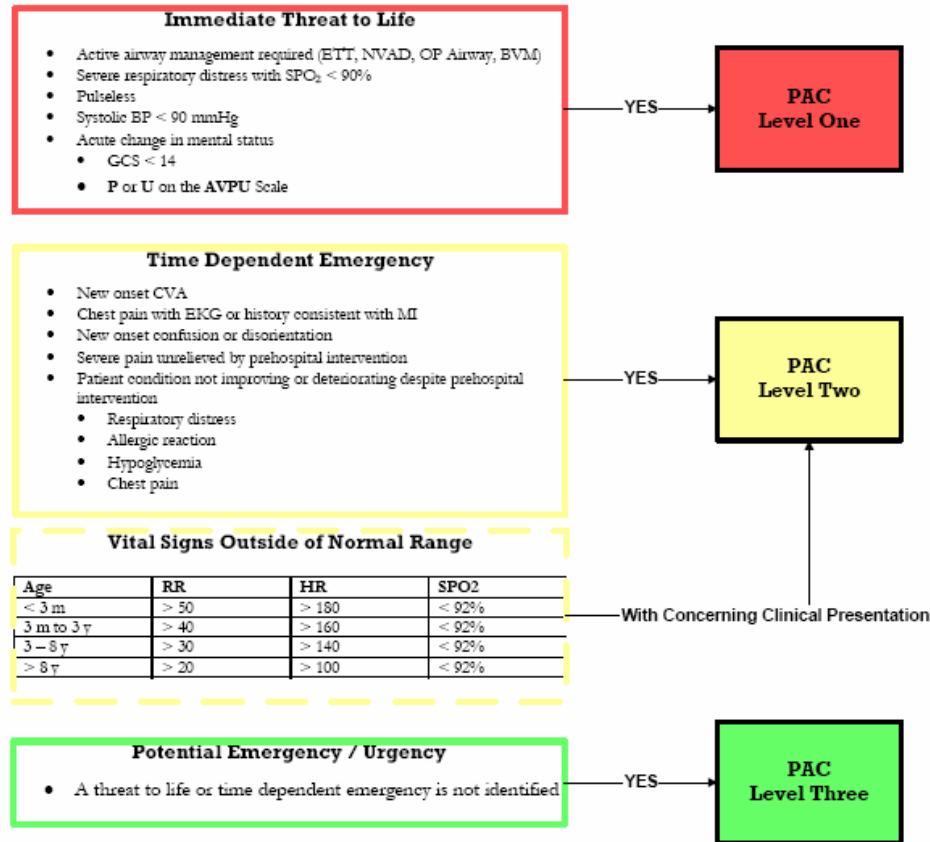 Immediate Threat to Life
• Active airway management required (ETT, NVAD, OP Airway, BVM)
• Severe respiratory distress with SPO₂ < 90%
• Pulseless
• Systolic BP < 90 mmHg
• Acute change in mental status
• GCS < 14
• P or U on the AVPU Scale
YES
PAC
Level One
Time Dependent Emergency
• New onset CVA
• Chest pain with EKG or history consistent with MI
• New onset confusion or disorientation
• Severe pain unrelieved by prehospital intervention
• Patient condition not improving or deteriorating despite prehospital
intervention
• Respiratory distress
• Allergic reaction
• Hypoglycemia
• Chest pain
YES
PAC
Level Two
Vital Signs Outside of Normal Range
Age RR HR SPO2
< 3 m > 50 > 180 < 92%
3 m to 3 y > 40 > 160 < 92%
3 – 8 y > 30 > 140 < 92%
> 8 y > 20 > 100 < 92%
With Concerning Clinical Presentation
Potential Emergency / Urgency
• A threat to life or time dependent emergency is not identified
YES
PAC
Level Three